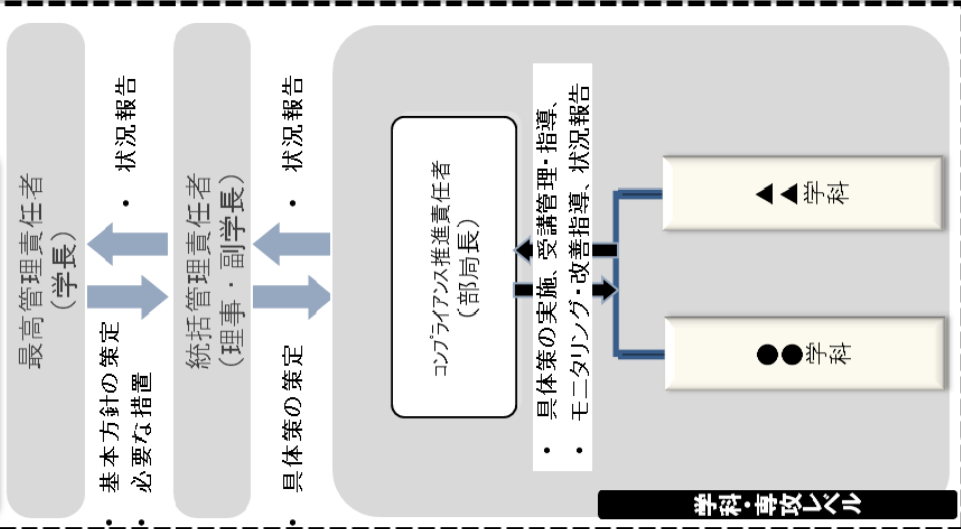 最高管理責任者
（学長）
・基本方針の策定
・必要な措置
・状況報告
統括管理責任者
（理事・副学長）
・具体策の策定
・状況報告
コンプライアンス推進責任者
（部局長）
・具体策の実施、受講管理・指導、
・モニタリング・改善指導、状況報告
●●学科
▲▲学科
学科・専攻レベル